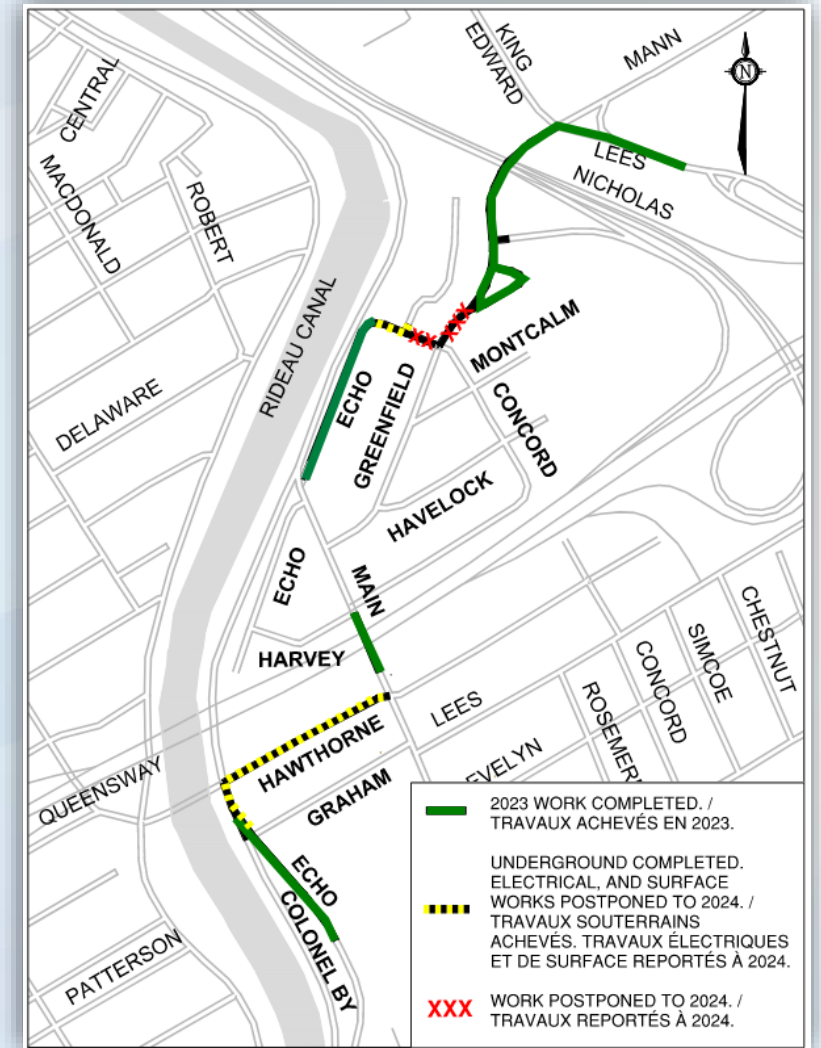 KING
EDWARD
MANN
N
CENTRAL
LEES
NICHOLAS
MACDONALD
ROBERT
RIDEAU CANAL
MONTCALM
ECHO
GREENFIELD
CONCORD
DELAWARE
HAVELOCK
ECHO
MAIN
HARVEY
CHESTNUT
SIMCOE
CONCORD
LEES
ROSEMER
HAWTHORNE
EVELYN
QUEENSWAY
GRAHAM
ECHO
COLONEL BY
PATTERSON
2023 WORK COMPLETED. /
TRAVAUX ACHEVÉS EN 2023.
UNDERGROUND COMPLETED.
ELECTRICAL, AND SURFACE
WORKS POSTPONED TO 2024. /
TRAVAUX SOUTERRAINS
ACHEVÉS. TRAVAUX ÉLECTRIQUES
ET DE SURFACE REPORTÉS À 2024.
XXX WORK POSTPONED TO 2024. /
TRAVAUX REPORTÉS À 2024.